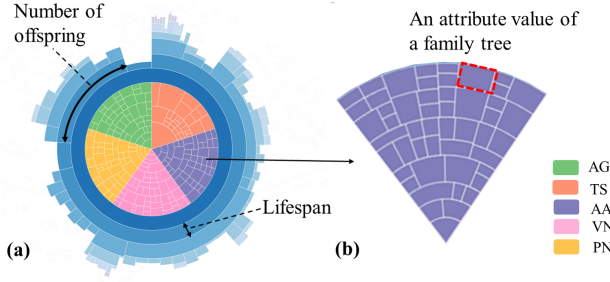 Number of
offspring
An attribute value of
a family tree
Lifespan
(a)
(b)
AG
TS
AA
VN
PN